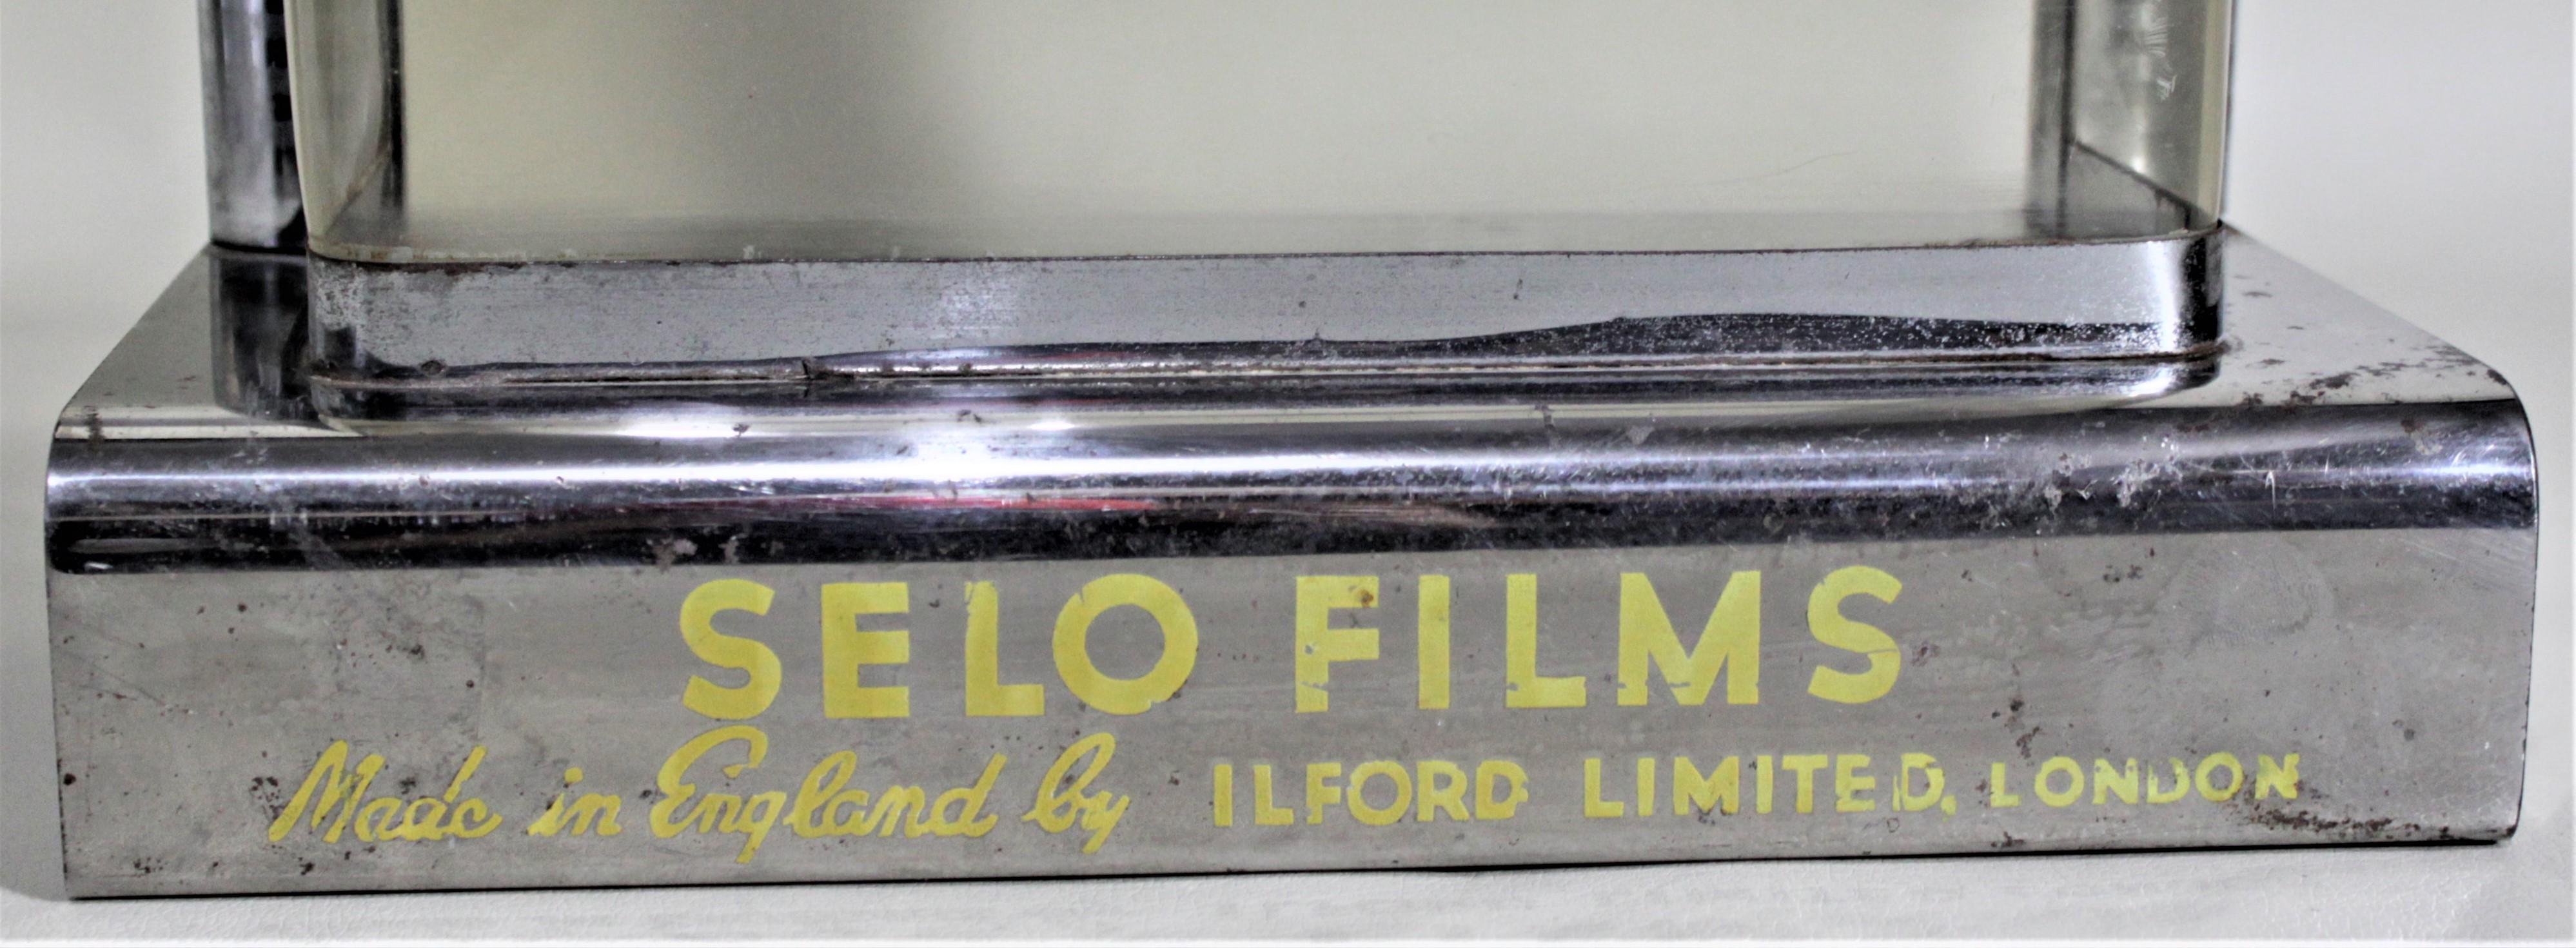 SELO FILMS
Made in England by ILFORD LIMITED, LONDON